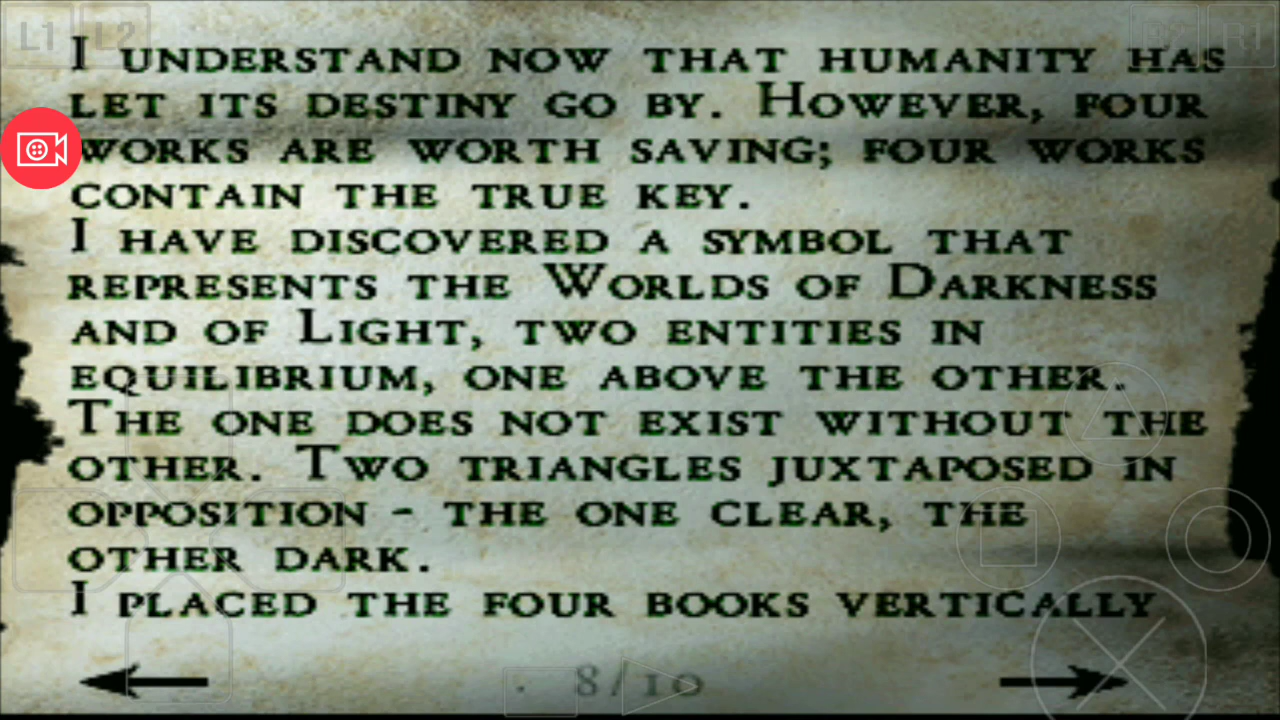 L1 L2 R2 R1
I understand now that humanity has
let its destiny go by. However, four
works are worth saving; four works
contain the true key.
I have discovered a symbol that
represents the Worlds of Darkness
and of Light, two entities in
equilibrium, one above the other.
The one does not exist without the
other. Two triangles juxtaposed in
opposition - the one clear, the
other dark.
I placed the four books vertically
8/10